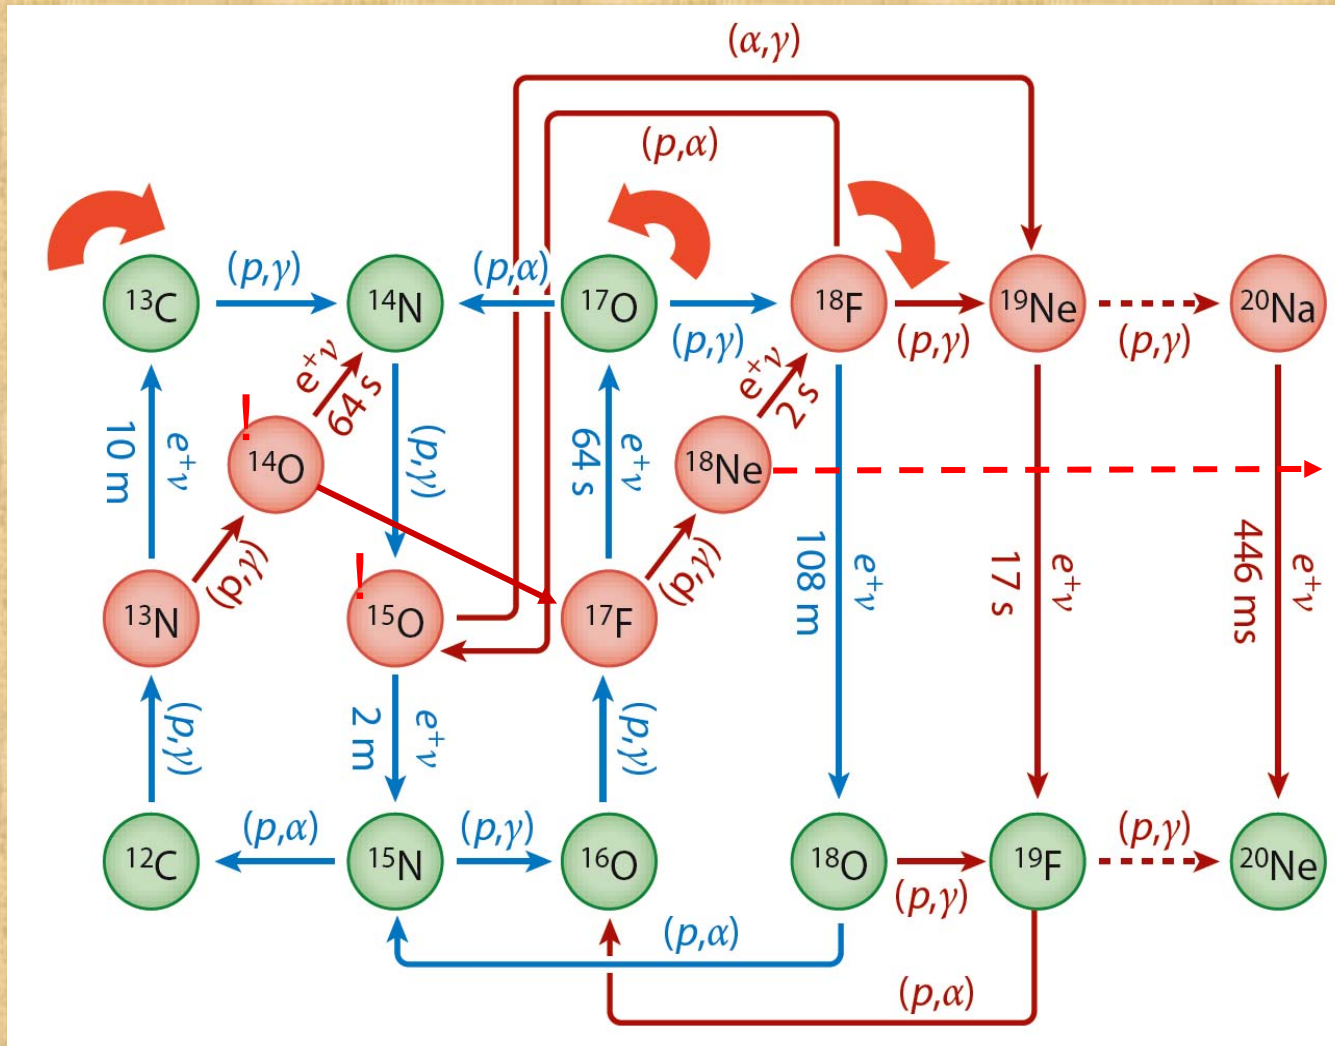 (α,γ)
(p,α)
(p,γ)
(p,α)
¹³C
¹⁴N
¹⁷O
¹⁸F
¹⁹Ne
²⁰Na
(p,γ)
(p,γ)
(p,γ)
e⁺ν
64 s
e⁺ν
2 s
!
10 m
e⁺ν
¹⁴O
(p,γ)
64 s
e⁺ν
¹⁸Ne
!
(p,γ)
(p,γ)
108 m
e⁺ν
17 s
e⁺ν
446 ms
e⁺ν
¹³N
¹⁵O
¹⁷F
(p,γ)
2 m
e⁺ν
(p,γ)
(p,α)
(p,γ)
(p,γ)
¹²C
¹⁵N
¹⁶O
¹⁸O
¹⁹F
²⁰Ne
(p,γ)
(p,α)
(p,α)